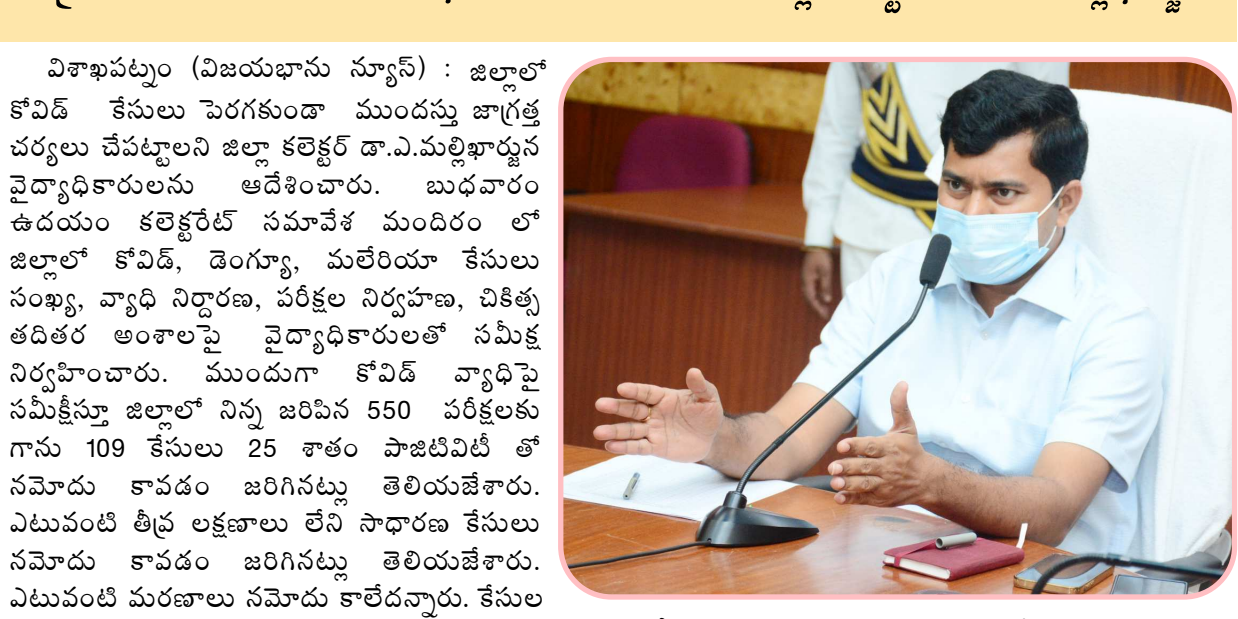 విశాఖపట్నం (విజయభాను న్యూస్) : జిల్లాలో
కోవిడ్ కేసులు పెరగకుండా ముందస్తు జాగ్రత్త
చర్యలు చేపట్టాలని జిల్లా కలెక్టర్ డా.ఎ.మల్లిఖార్జున
వైద్యాధికారులను ఆదేశించారు. బుధవారం
ఉదయం కలెక్టరేట్ సమావేశ మందిరం లో
జిల్లాలో కోవిడ్, డెంగ్యూ, మలేరియా కేసులు
సంఖ్య, వ్యాధి నిర్దారణ, పరీక్షల నిర్వహణ, చికిత్స
తదితర అంశాలపై వైద్యాధికారులతో సమీక్ష
నిర్వహించారు. ముందుగా కోవిడ్ వ్యాధిపై
సమీక్షీస్తూ జిల్లాలో నిన్న జరిపిన 550 పరీక్షలకు
గాను 109 కేసులు 25 శాతం పాజిటివిటీ తో
నమోదు కావడం జరిగినట్లు తెలియజేశారు.
ఎటువంటి తీవ్ర లక్షణాలు లేని సాధారణ కేసులు
నమోదు కావడం జరిగినట్లు తెలియజేశారు.
ఎటువంటి మరణాలు నమోదు కాలేదన్నారు. కేసుల